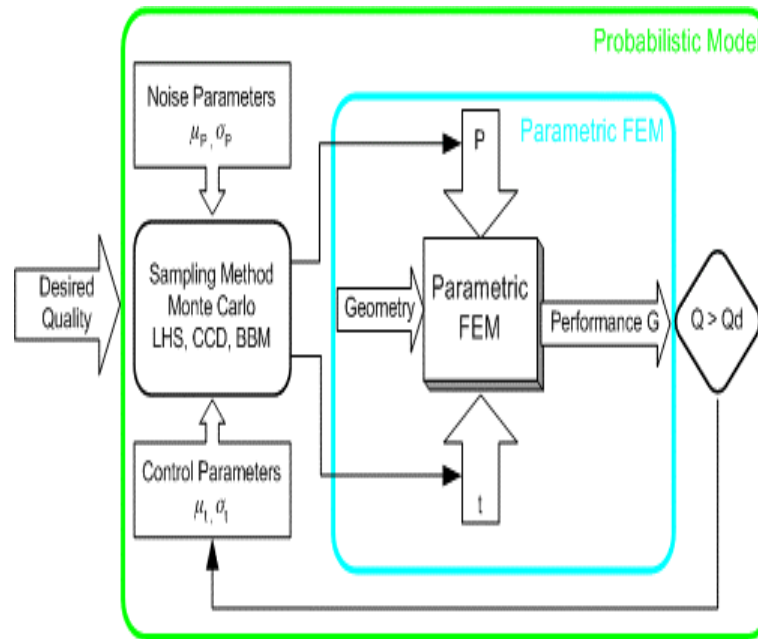 Probabilistic Model
Noise Parameters
μP, σP
Parametric FEM
P
Desired
Quality
Sampling Method
Monte Carlo
LHS, CCD, BBM
Geometry
Parametric
FEM
Performance G
Q > Qd
Control Parameters
μt, σt
t